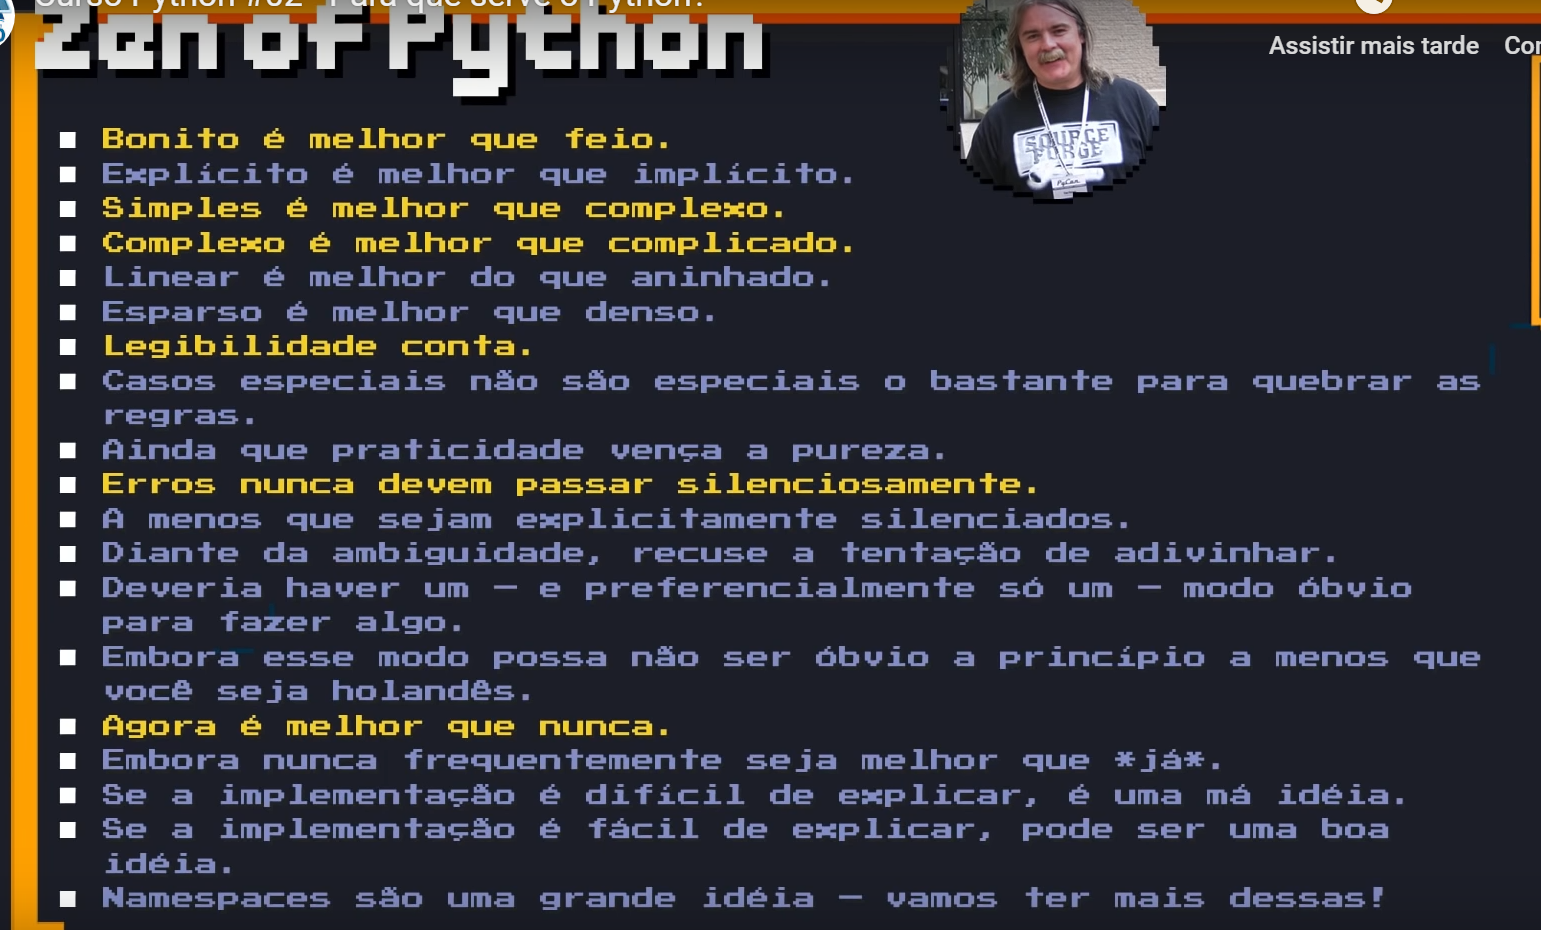 Curso Python #02 - Para que serve o Python?
Zen of Python
Assistir mais tarde
SOURCE
FORGE
PyCon
Bonito é melhor que feio.
Explícito é melhor que implícito.
Simples é melhor que complexo.
Complexo é melhor que complicado.
Linear é melhor do que aninhado.
Esparso é melhor que denso.
Legibilidade conta.
Casos especiais não são especiais o bastante para quebrar as
regras.
Ainda que praticidade vença a pureza.
Erros nunca devem passar silenciosamente.
A menos que sejam explicitamente silenciados.
Diante da ambiguidade, recuse a tentação de adivinhar.
Deveria haver um — e preferencialmente só um — modo óbvio
para fazer algo.
Embora esse modo possa não ser óbvio a princípio a menos que
você seja holandês.
Agora é melhor que nunca.
Embora nunca frequentemente seja melhor que *já*.
Se a implementação é difícil de explicar, é uma má idéia.
Se a implementação é fácil de explicar, pode ser uma boa
idéia.
Namespaces são uma grande idéia — vamos ter mais dessas!